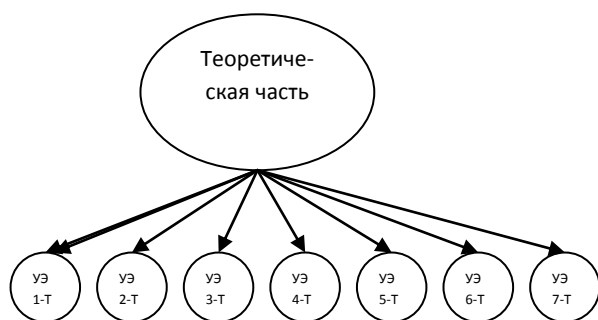 Теоретиче-
ская часть
УЭ
1-Т
УЭ
2-Т
УЭ
3-Т
УЭ
4-Т
УЭ
5-Т
УЭ
6-Т
УЭ
7-Т